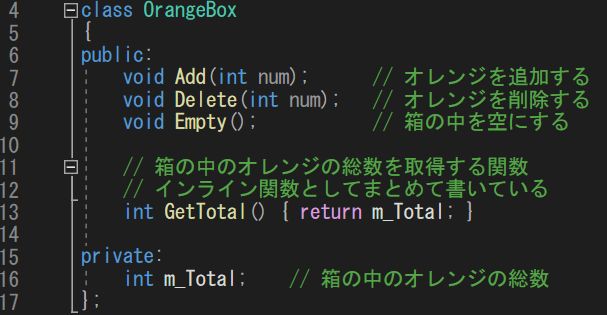 4 class OrangeBox
5 {
6 public:
7 void Add(int num); // オレンジを追加する
8 void Delete(int num); // オレンジを削除する
9 void Empty(); // 箱の中を空にする
10
11 // 箱の中のオレンジの総数を取得する関数
12 // インライン関数としてまとめて書いている
13 int GetTotal() { return m_Total; }
14
15 private:
16 int m_Total; // 箱の中のオレンジの総数
17 };